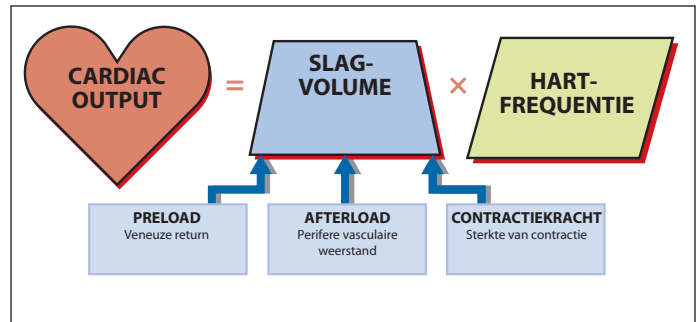 CARDIAC
OUTPUT
=
SLAG-
VOLUME
×
HART-
FREQUENTIE
PRELOAD
Veneuze return
AFTERLOAD
Perifere vasculaire
weerstand
CONTRACTIEKRACHT
Sterkte van contractie